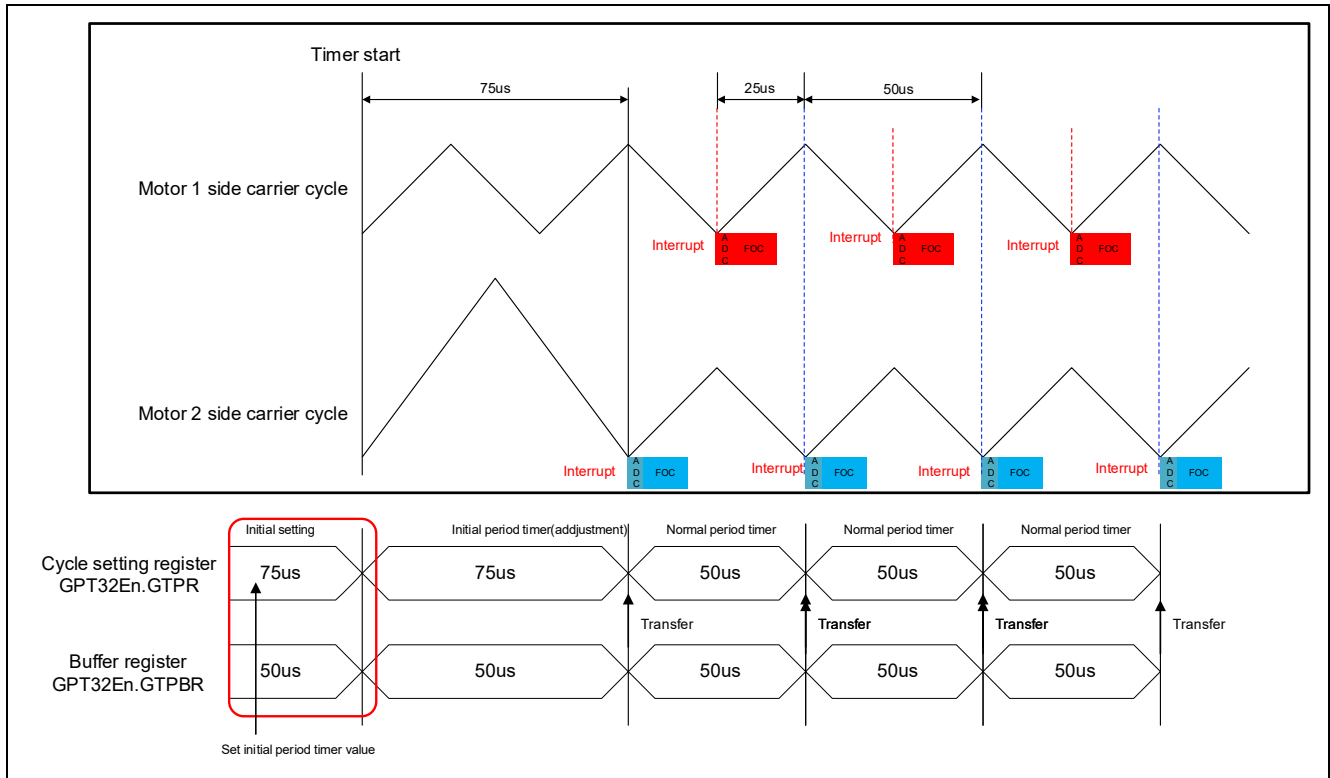 Timer start
75us
25us
50us
Motor 1 side carrier cycle
Interrupt
A
D
C
FOC
Interrupt
A
D
C
FOC
Interrupt
A
D
C
FOC
Motor 2 side carrier cycle
Interrupt
A
D
C
FOC
Interrupt
A
D
C
FOC
Interrupt
A
D
C
FOC
Interrupt
A
D
C
FOC
Initial setting
Initial period timer(addjustment)
Normal period timer
Normal period timer
Normal period timer
Cycle setting register
GPT32En.GTPR
75us
75us
50us
50us
50us
Transfer
Transfer
Transfer
Transfer
Buffer register
GPT32En.GTPBR
50us
50us
50us
50us
50us
Set initial period timer value